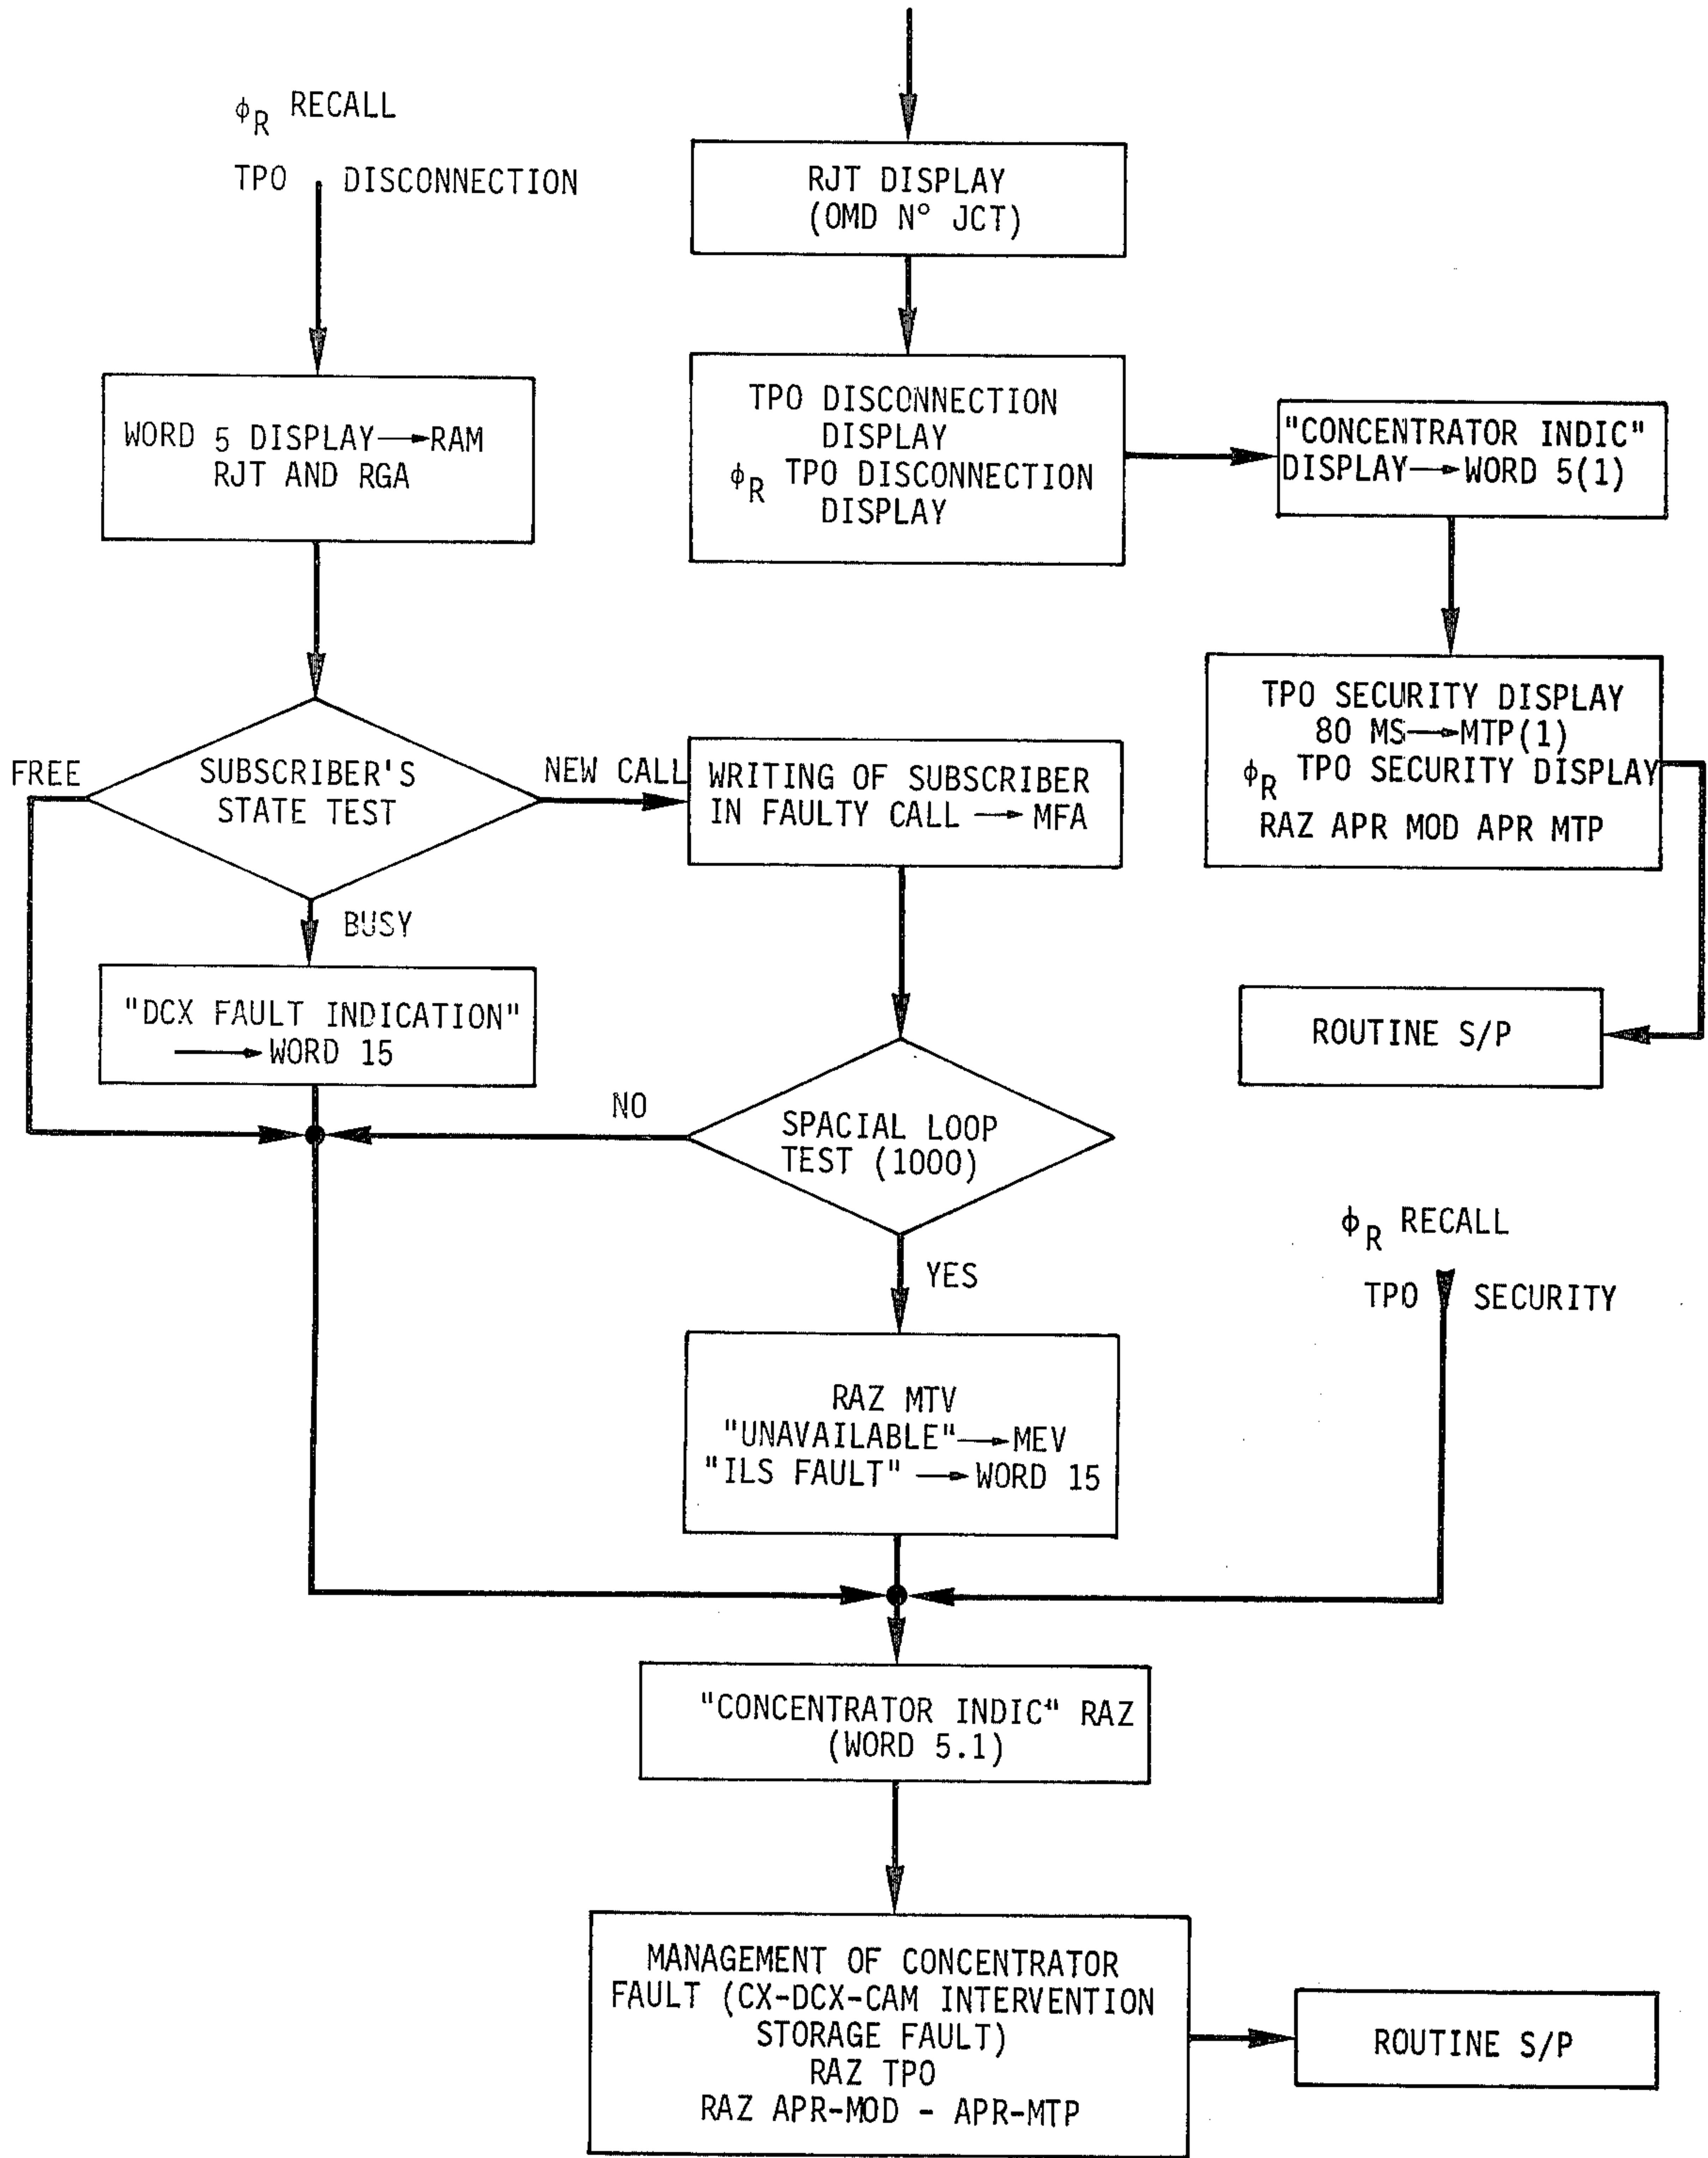 ϕR RECALL
TPO DISCONNECTION
RJT DISPLAY
(OMD N° JCT)
WORD 5 DISPLAY→RAM
RJT AND RGA
TPO DISCONNECTION
DISPLAY
ϕR TPO DISCONNECTION
DISPLAY
"CONCENTRATOR INDIC"
DISPLAY→WORD 5(1)
TPO SECURITY DISPLAY
80 MS→MTP(1)
ϕR TPO SECURITY DISPLAY
RAZ APR MOD APR MTP
FREE
SUBSCRIBER'S
STATE TEST
NEW CALL
WRITING OF SUBSCRIBER
IN FAULTY CALL → MFA
BUSY
"DCX FAULT INDICATION"
→ WORD 15
ROUTINE S/P
NO
SPACIAL LOOP
TEST (1000)
YES
ϕR RECALL
TPO SECURITY
RAZ MTV
"UNAVAILABLE"→MEV
"ILS FAULT" → WORD 15
"CONCENTRATOR INDIC" RAZ
(WORD 5.1)
MANAGEMENT OF CONCENTRATOR
FAULT (CX-DCX-CAM INTERVENTION
STORAGE FAULT)
RAZ TPO
RAZ APR-MOD - APR-MTP
ROUTINE S/P